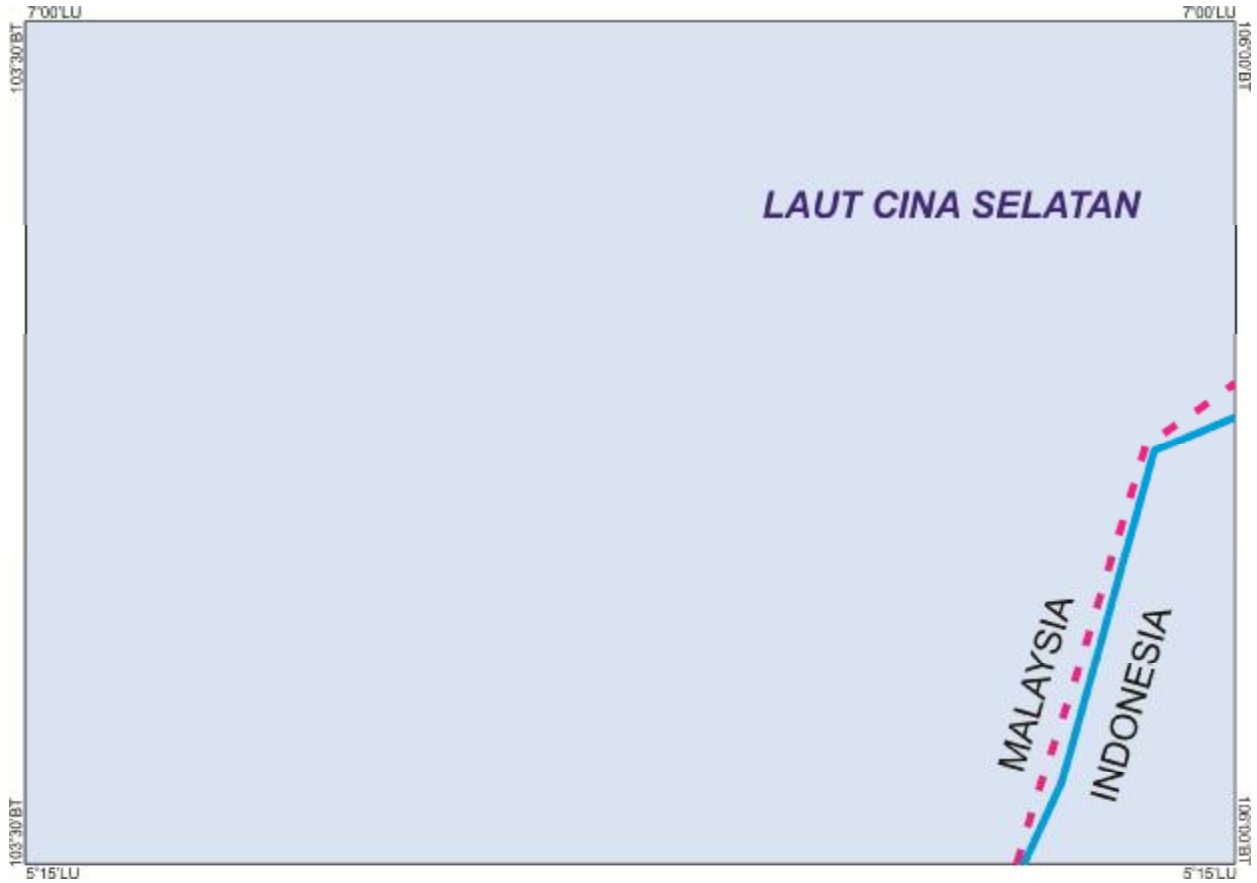 7°00'LU
7°00'LU
103°30'BT
106°00'BT
LAUT CINA SELATAN
MALAYSIA
INDONESIA
103°30'BT
106°00'BT
5°15'LU
5°15'LU